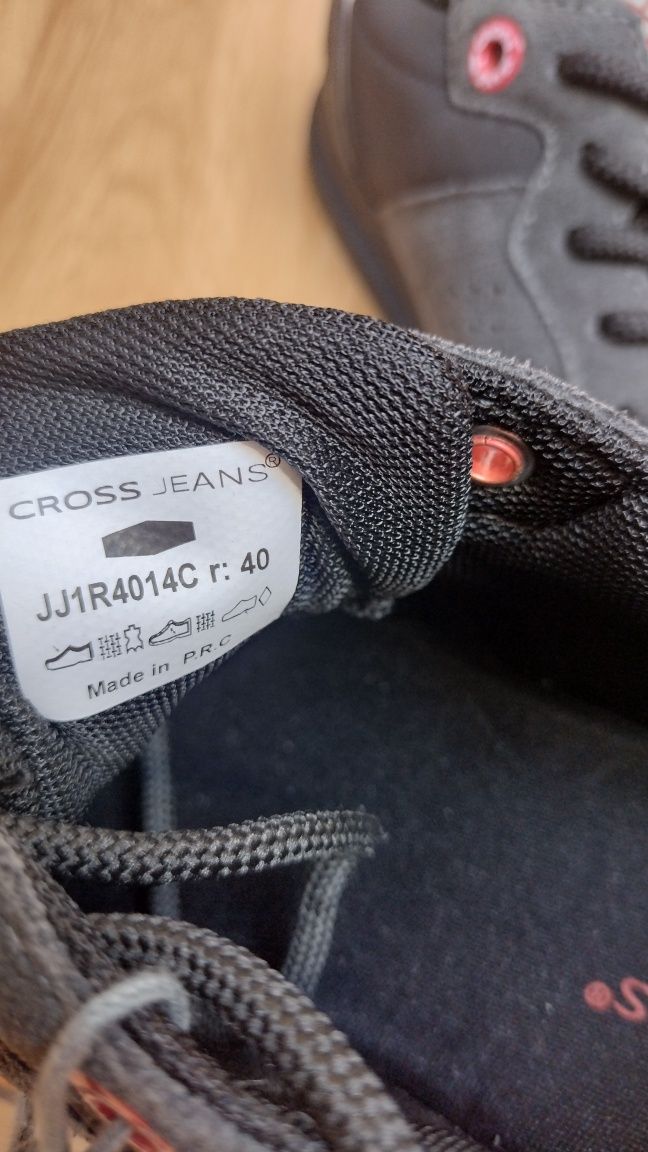 CROSS JEANS®
JJ1R4014C r: 40
Made in P.R.C
S®